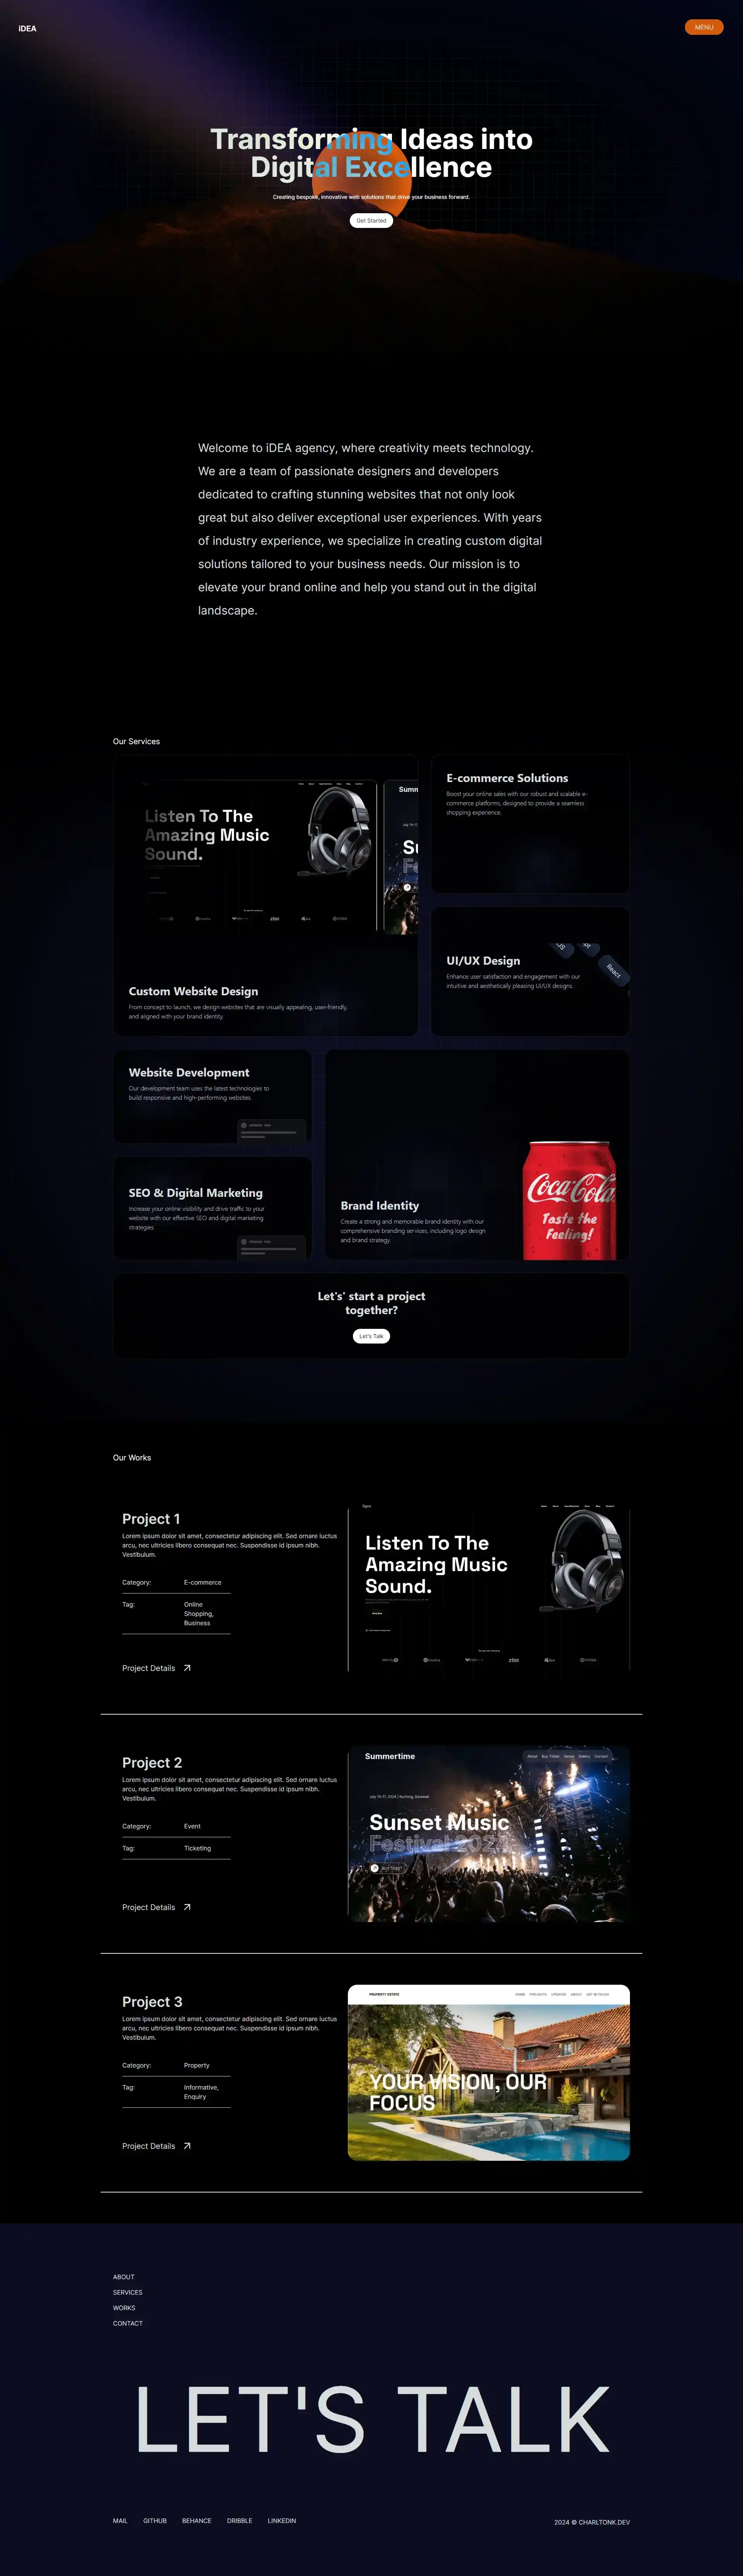 iDEA
MENU
Transforming Ideas into
Digital Excellence
Creating bespoke, innovative web solutions that drive your business forward.
Get Started
Welcome to iDEA agency, where creativity meets technology.
We are a team of passionate designers and developers
dedicated to crafting stunning websites that not only look
great but also deliver exceptional user experiences. With years
of industry experience, we specialize in creating custom digital
solutions tailored to your business needs. Our mission is to
elevate your brand online and help you stand out in the digital
landscape.
Our Services
Listen To The
Amazing Music
Sound.
Custom Website Design
From concept to launch, we design websites that are visually appealing, user-friendly,
and aligned with your brand identity.
E-commerce Solutions
Boost your online sales with our robust and scalable e-
commerce platforms, designed to provide a seamless
shopping experience.
UI/UX Design
Enhance user satisfaction and engagement with our
intuitive and aesthetically pleasing UI/UX designs.
React
Website Development
Our development team uses the latest technologies to
build responsive and high-performing websites.
SEO & Digital Marketing
Increase your online visibility and drive traffic to your
website with our effective SEO and digital marketing
strategies.
Brand Identity
Create a strong and memorable brand identity with our
comprehensive branding services, including logo design
and brand strategy.
Coca-Cola
Taste the
Feeling!
Let's' start a project
together?
Let's Talk
Our Works
Project 1
Lorem ipsum dolor sit amet, consectetur adipiscing elit. Sed ornare luctus
arcu, nec ultricies libero consequat nec. Suspendisse id ipsum nibh.
Vestibulum.
Category: E-commerce
Tag: Online
Shopping,
Business
Project Details
Listen To The
Amazing Music
Sound.
Project 2
Lorem ipsum dolor sit amet, consectetur adipiscing elit. Sed ornare luctus
arcu, nec ultricies libero consequat nec. Suspendisse id ipsum nibh.
Vestibulum.
Category: Event
Tag: Ticketing
Project Details
Summertime
About Buy Ticket Venue Gallery Contact
Sunset Music
Festival 2024
BUY TICKET
Project 3
Lorem ipsum dolor sit amet, consectetur adipiscing elit. Sed ornare luctus
arcu, nec ultricies libero consequat nec. Suspendisse id ipsum nibh.
Vestibulum.
Category: Property
Tag: Informative,
Enquiry
Project Details
PROPERTY ESTATE
HOME PROJECTS UPDATES ABOUT GET IN TOUCH
YOUR VISION, OUR
FOCUS
ABOUT
SERVICES
WORKS
CONTACT
LET'S TALK
MAIL GITHUB BEHANCE DRIBBLE LINKEDIN
2024 © CHARLTONK.DEV